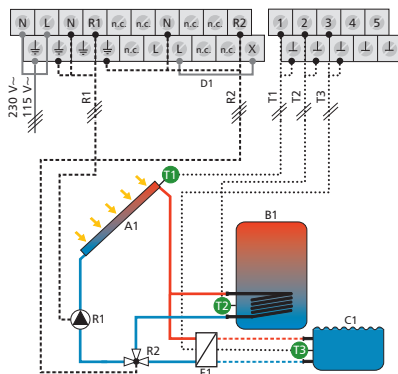 N L N R1 n.c. n.c. N n.c. n.c. R2 1 2 3 4 5
n.c. L L n.c. X
D1
230 V~
115 V~
R1
R2
T1
T2
T3
T1
A1
B1
T2
R1
C1
R2
T3